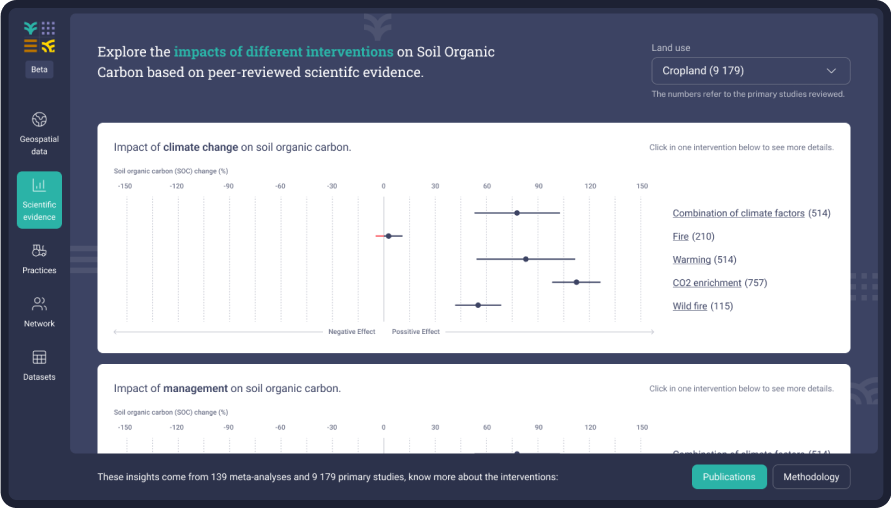 Beta
Geospatial
data
Scientific
evidence
Practices
Network
Datasets
Explore the impacts of different interventions on Soil Organic
Carbon based on peer-reviewed scientifc evidence.
Land use
Cropland (9 179)
The numbers refer to the primary studies reviewed.
Impact of climate change on soil organic carbon.
Click in one intervention below to see more details.
Soil organic carbon (SOC) change (%)
-150 -120 -90 -60 -30 0 30 60 90 120 150
Combination of climate factors (514)
Fire (210)
Warming (514)
CO2 enrichment (757)
Wild fire (115)
Negative Effect Possitive Effect
Impact of management on soil organic carbon.
Click in one intervention below to see more details.
Soil organic carbon (SOC) change (%)
-150 -120 -90 -60 -30 0 30 60 90 120 150
Combination of climate factors (514)
These insights come from 139 meta-analyses and 9 179 primary studies, know more about the interventions:
Publications
Methodology